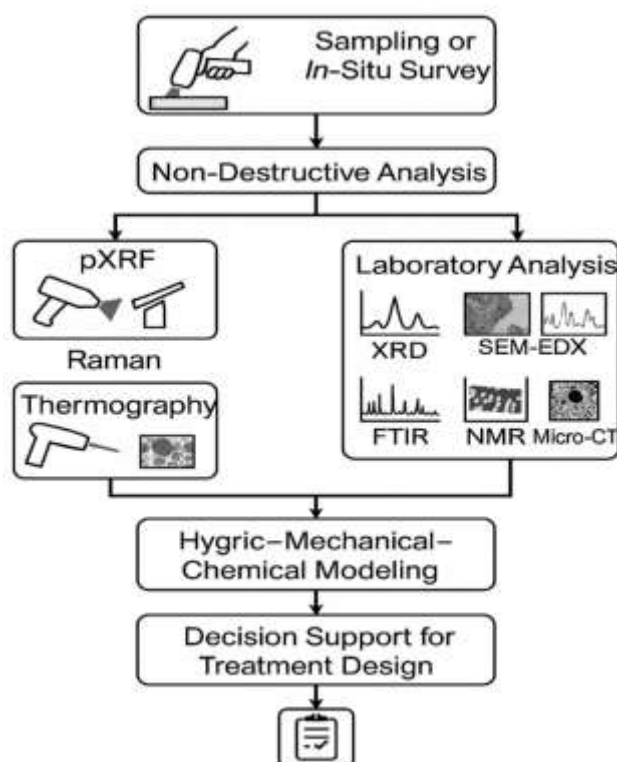 Sampling or
In-Situ Survey
Non-Destructive Analysis
pXRF
Raman
Thermography
Laboratory Analysis
XRD
SEM-EDX
FTIR
NMR
Micro-CT
Hygric–Mechanical–
Chemical Modeling
Decision Support for
Treatment Design